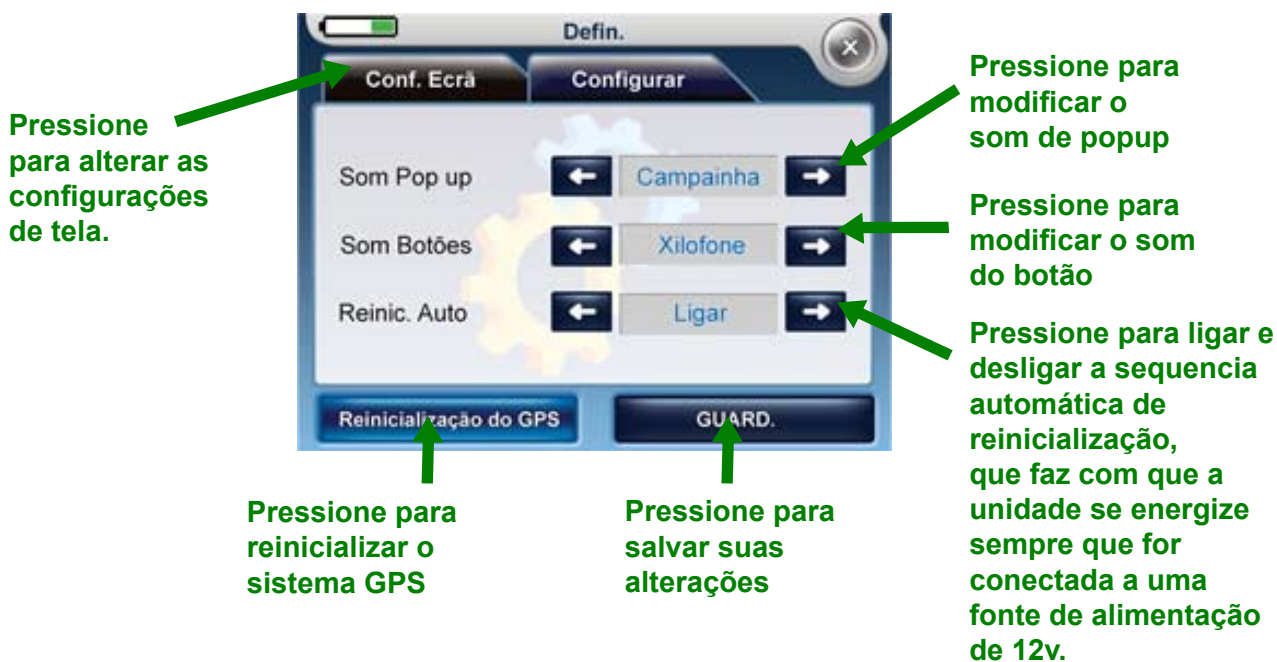 Defin.
Conf. Ecrã
Configurar
Som Pop up
Campainha
Som Botões
Xilofone
Reinic. Auto
Ligar
Reinicialização do GPS
GUARD.
Pressione
para alterar as
configurações
de tela.
Pressione para
modificar o
som de popup
Pressione para
modificar o som
do botão
Pressione para ligar e
desligar a sequencia
automática de
reinicialização,
que faz com que a
unidade se energize
sempre que for
conectada a uma
fonte de alimentação
de 12v.
Pressione para
reinicializar o
sistema GPS
Pressione para
salvar suas
alterações